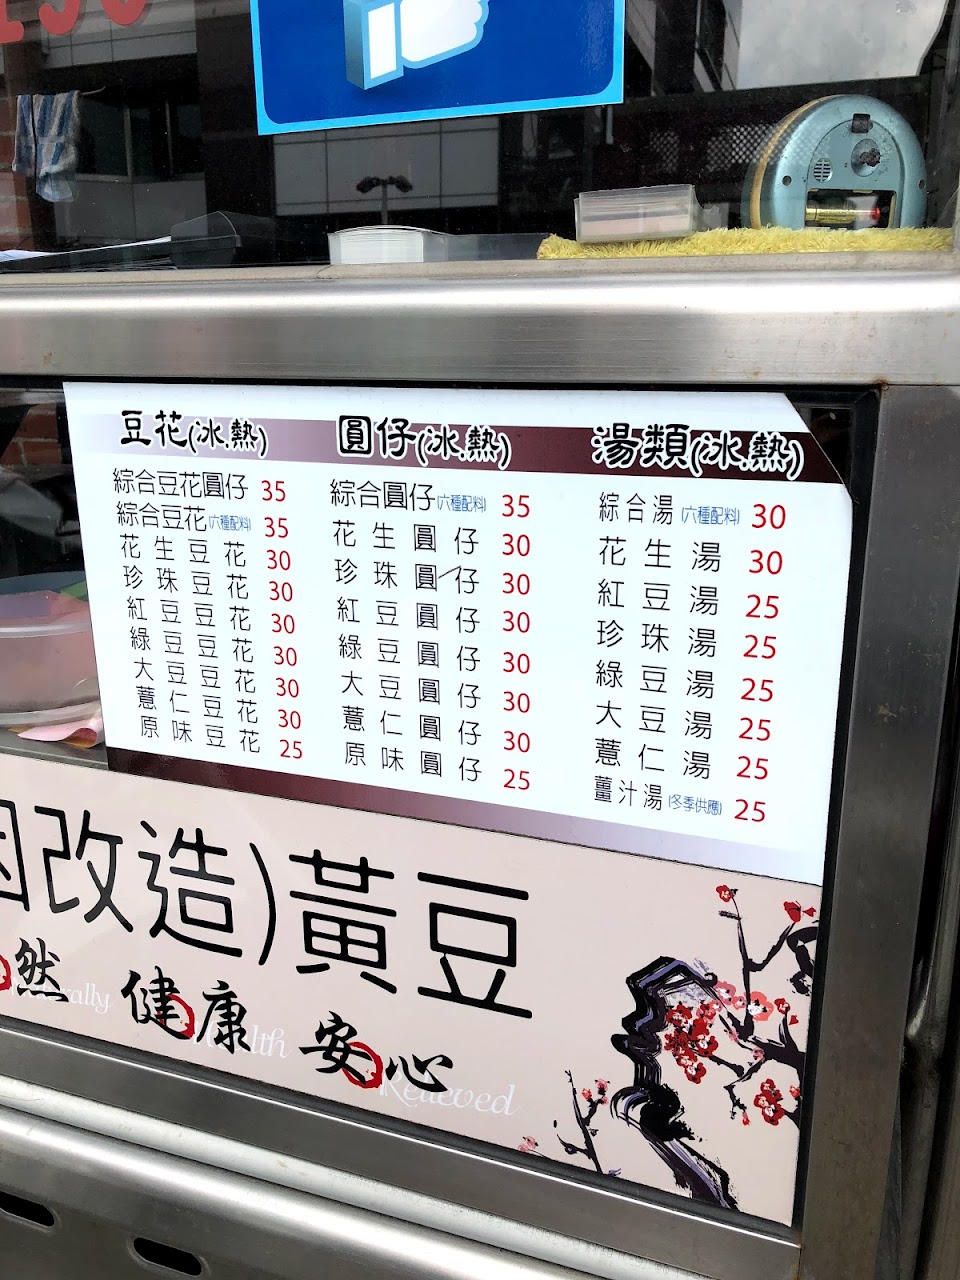 豆花(冰.熱)
綜合豆花圓仔 35
綜合豆花(六種配料) 35
花生豆花 30
珍珠豆花 30
紅豆豆花 30
綠豆豆花 30
大豆豆花 30
薏仁豆花 30
原味豆花 25
圓仔(冰.熱)
綜合圓仔(六種配料) 35
花生圓仔 30
珍珠圓仔 30
紅豆圓仔 30
綠豆圓仔 30
大豆圓仔 30
薏仁圓仔 30
原味圓仔 25
湯類(冰.熱)
綜合湯(六種配料) 30
花生湯 30
紅豆湯 25
珍珠湯 25
綠豆湯 25
大豆湯 25
薏仁湯 25
薑汁湯(冬季供應) 25
改造)黃豆
然 健康 安心
Relieved